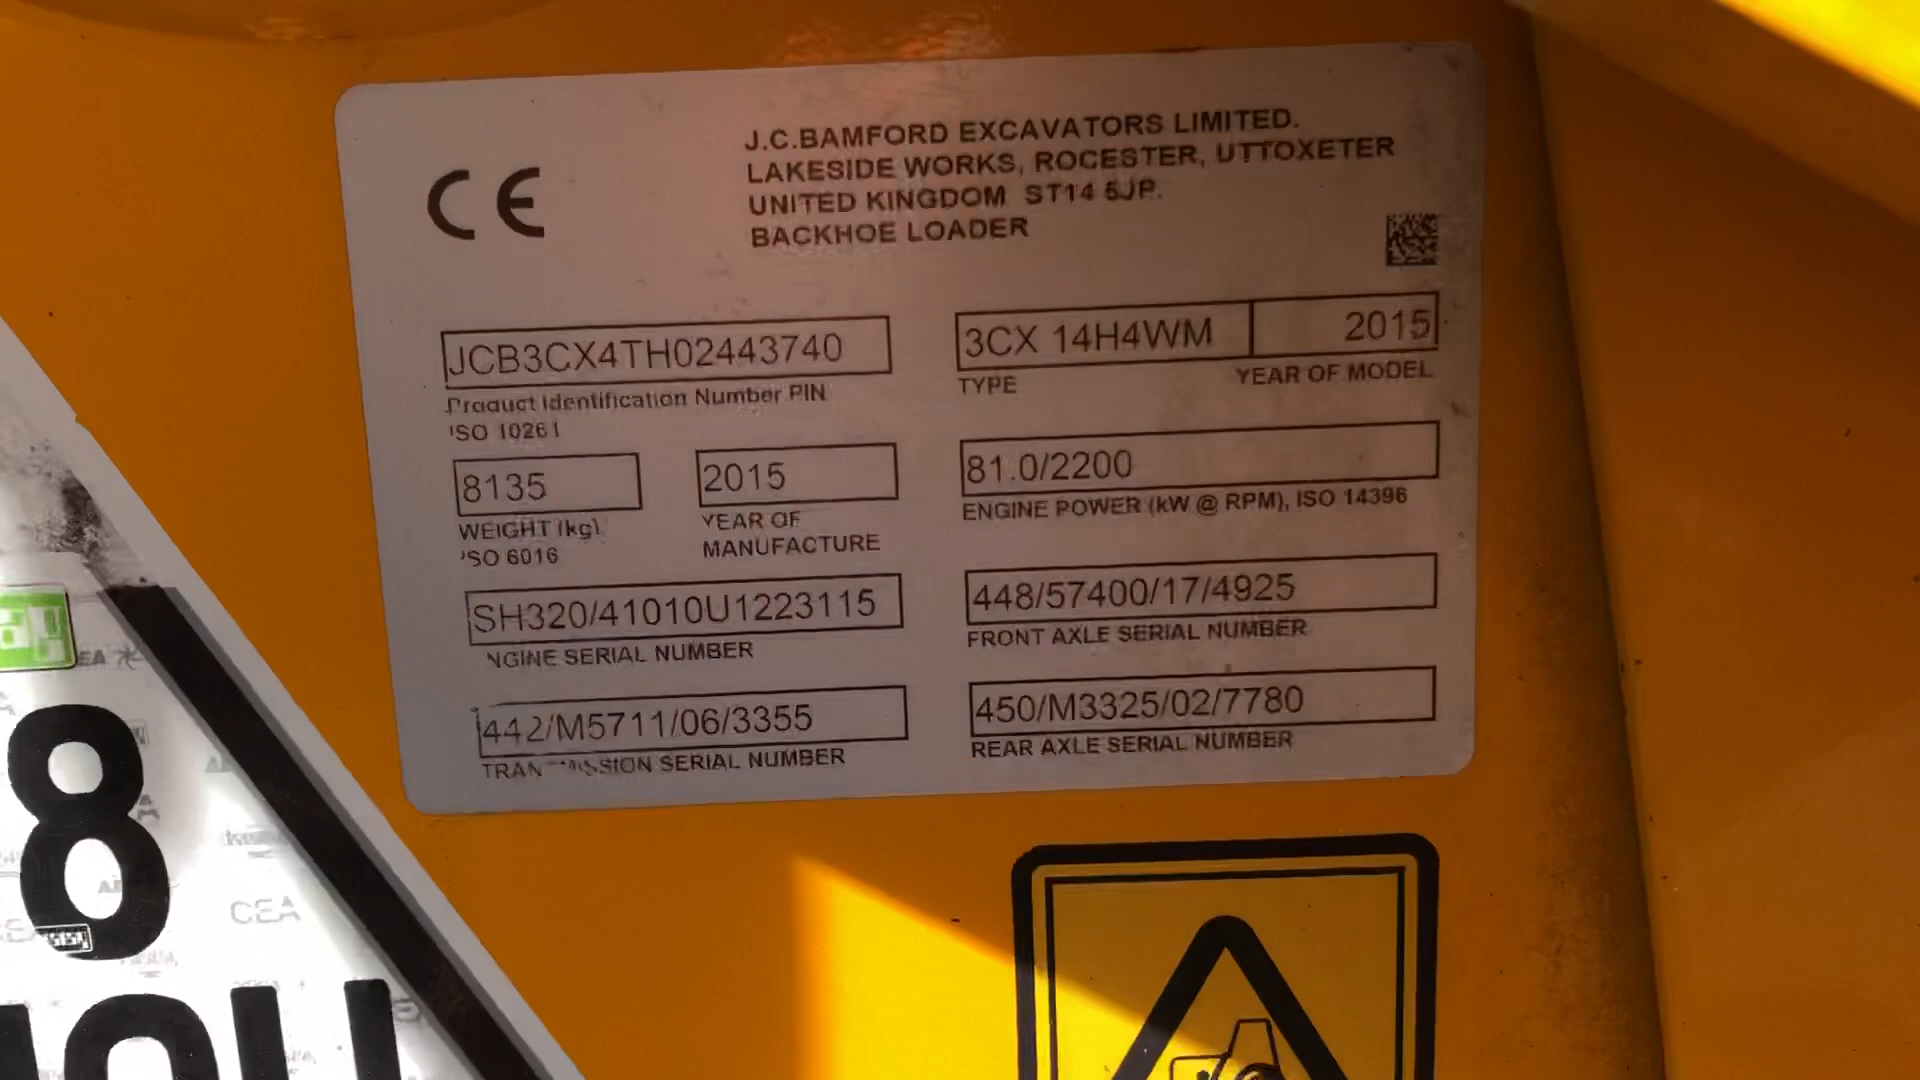 CE
J.C.BAMFORD EXCAVATORS LIMITED.
LAKESIDE WORKS, ROCESTER, UTTOXETER
UNITED KINGDOM ST14 5JP.
BACKHOE LOADER
JCB3CX4TH02443740
Product Identification Number PIN
ISO 10261
3CX 14H4WM 2015
TYPE YEAR OF MODEL
8135
WEIGHT (kg)
ISO 6016
2015
YEAR OF
MANUFACTURE
81.0/2200
ENGINE POWER (kW @ RPM), ISO 14396
SH320/41010U1223115
NGINE SERIAL NUMBER
448/57400/17/4925
FRONT AXLE SERIAL NUMBER
442/M5711/06/3355
TRANSMISSION SERIAL NUMBER
450/M3325/02/7780
REAR AXLE SERIAL NUMBER
8
CEA